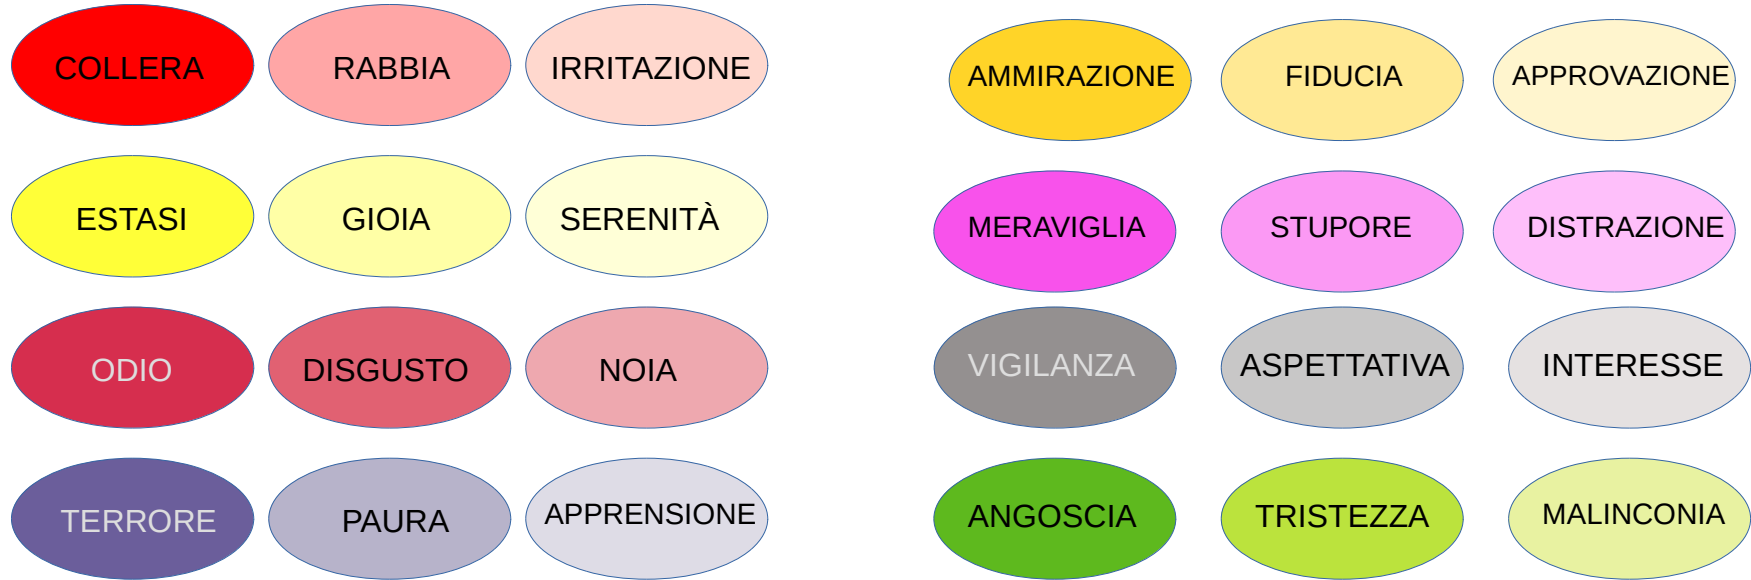 COLLERA RABBIA IRRITAZIONE
ESTASI GIOIA SERENITÀ
ODIO DISGUSTO NOIA
TERRORE PAURA APPRENSIONE
AMMIRAZIONE FIDUCIA APPROVAZIONE
MERAVIGLIA STUPORE DISTRAZIONE
VIGILANZA ASPETTATIVA INTERESSE
ANGOSCIA TRISTEZZA MALINCONIA